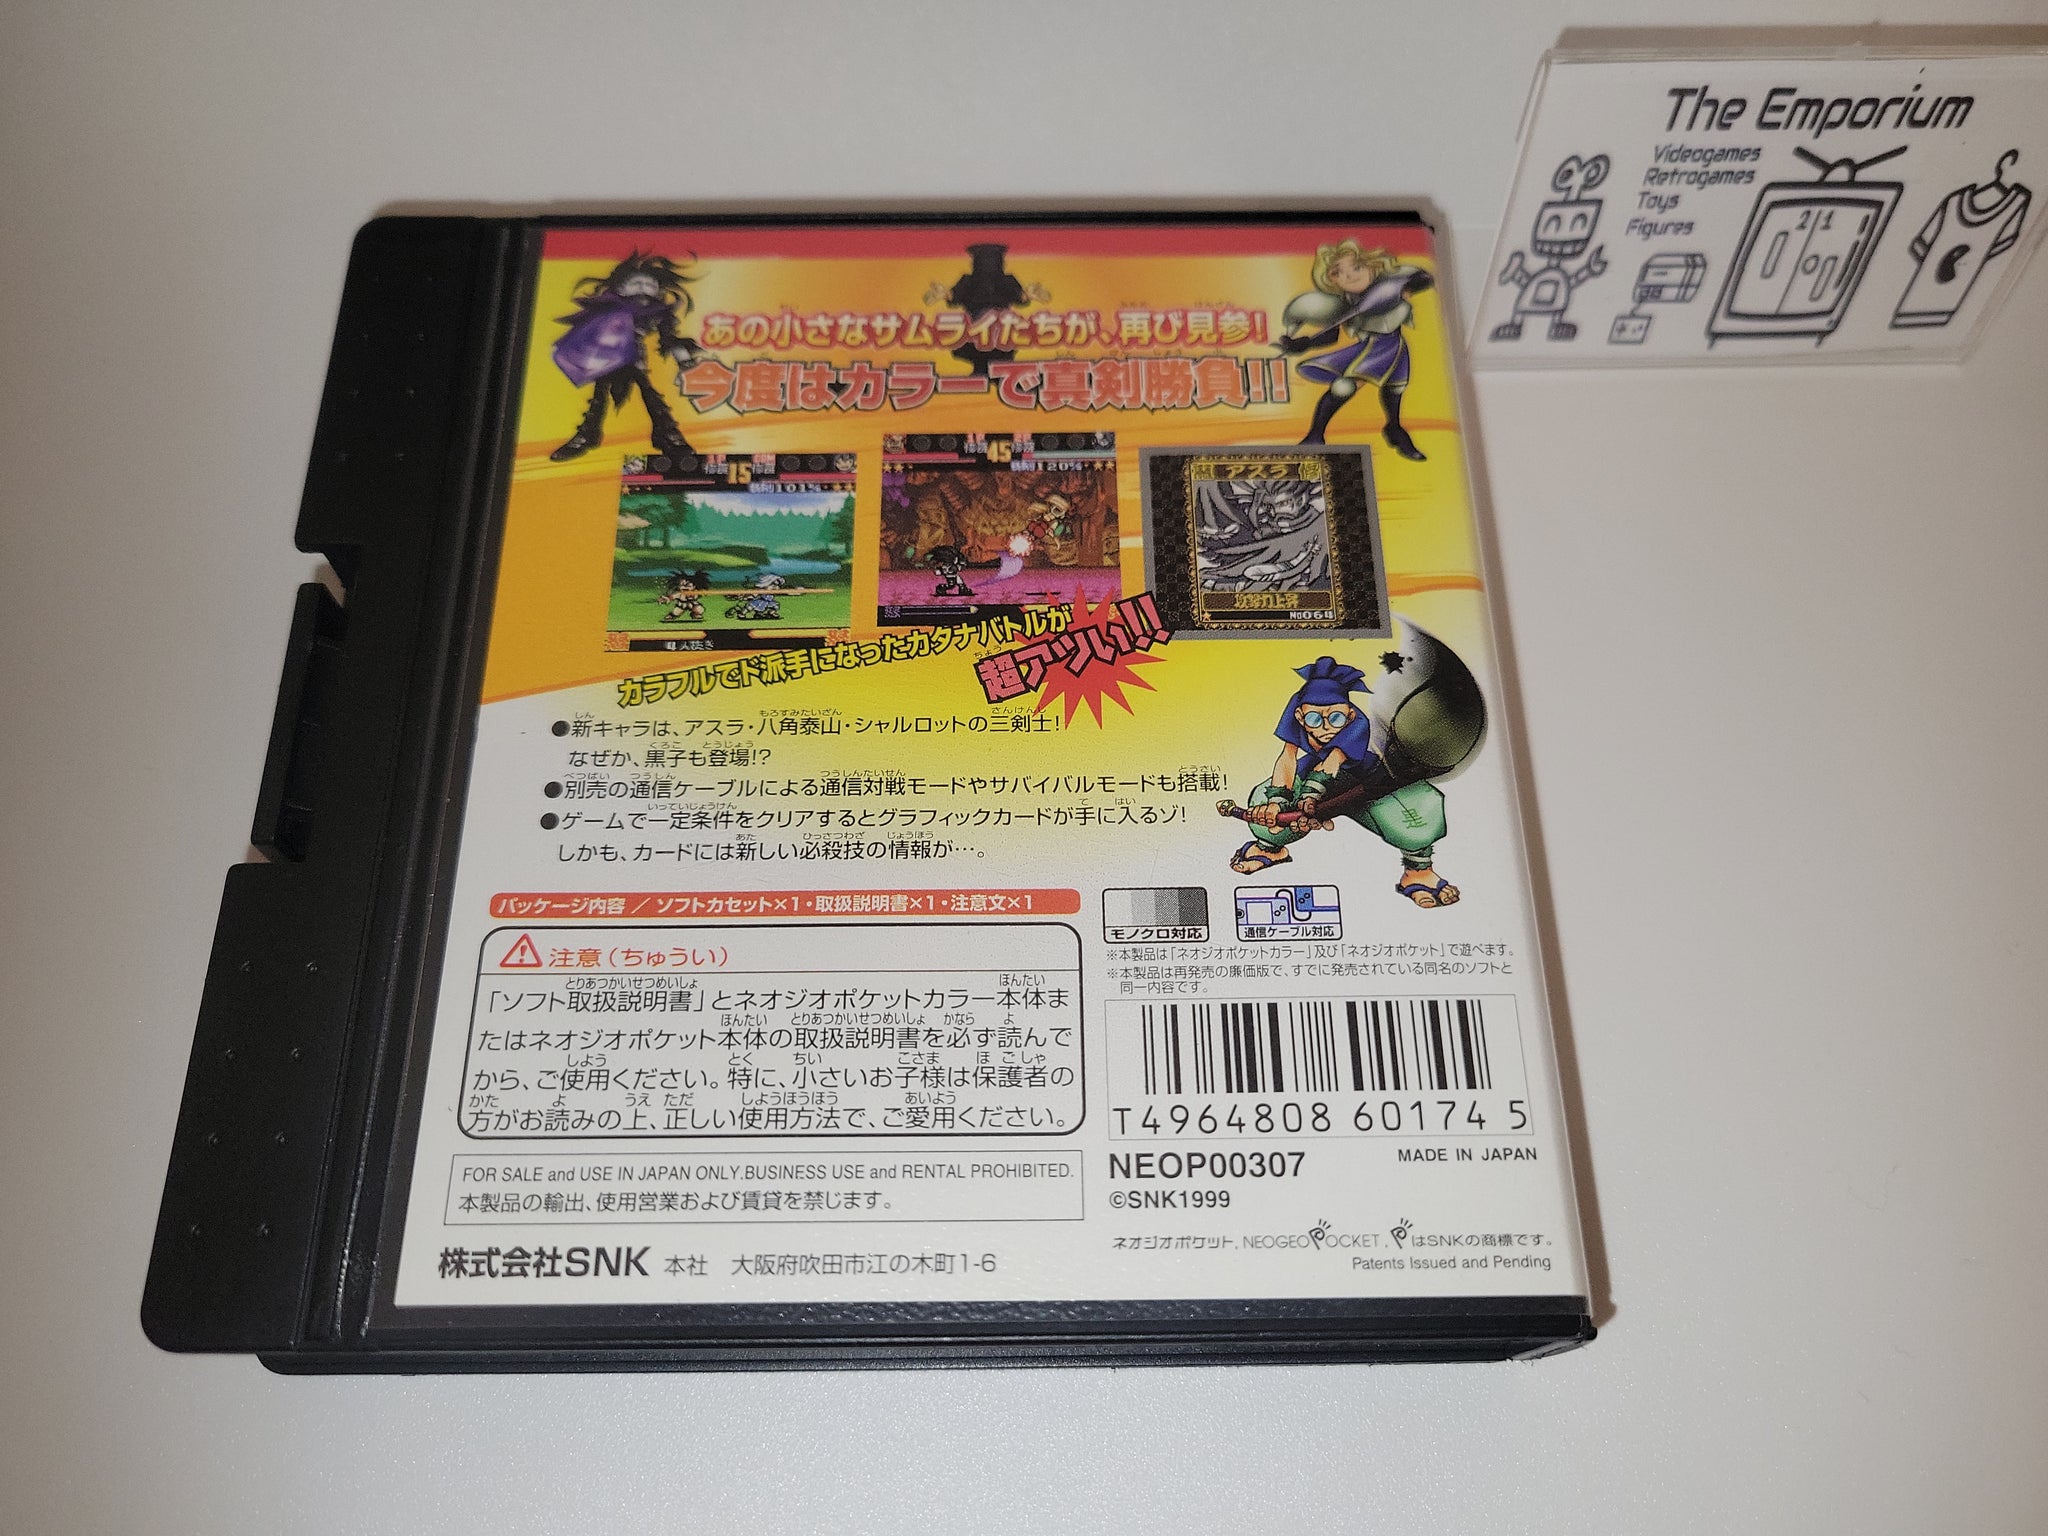 The Emporium
Videogames
Retrogames
Toys
Figures
21
あの小さなサムライたちが、再び見参!
今度はカラーで真剣勝負!!
1P 15 COM
101%
45
120%
アスラ
攻撃力上昇
No064
カラフルでド派手になったカタナバトルが
超アツい!!
●新キャラは、アスラ・八角泰山・シャルロットの三剣士!
なぜか、黒子も登場!?
●別売の通信ケーブルによる通信対戦モードやサバイバルモードも搭載!
●ゲームで一定条件をクリアするとグラフィックカードが手に入るゾ!
しかも、カードには新しい必殺技の情報が…。
パッケージ内容 / ソフトカセット×1・取扱説明書×1・注意文×1
注意(ちゅうい)
「ソフト取扱説明書」とネオジオポケットカラー本体ま
たはネオジオポケット本体の取扱説明書を必ず読んで
から、ご使用ください。特に、小さいお子様は保護者の
方がお読みの上、正しい使用方法で、ご愛用ください。
FOR SALE and USE IN JAPAN ONLY.BUSINESS USE and RENTAL PROHIBITED.
本製品の輸出、使用営業および賃貸を禁じます。
株式会社SNK 本社 大阪府吹田市江の木町1-6
モノクロ対応
通信ケーブル対応
※本製品は「ネオジオポケットカラー」及び「ネオジオポケット」で遊べます。
※本製品は再発売の廉価版で、すでに発売されている同名のソフトと
同一内容です。
T4964808601745
NEOP00307
MADE IN JAPAN
©SNK1999
ネオジオポケット, NEOGEO POCKET, PはSNKの商標です。
Patents Issued and Pending